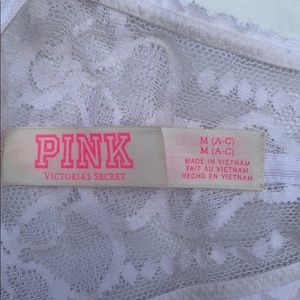 PINK
VICTORIA'S SECRET
M (A-C)
M (A-C)
MADE IN VIETNAM
FAIT AU VIETNAM
HECHO EN VIETNAM